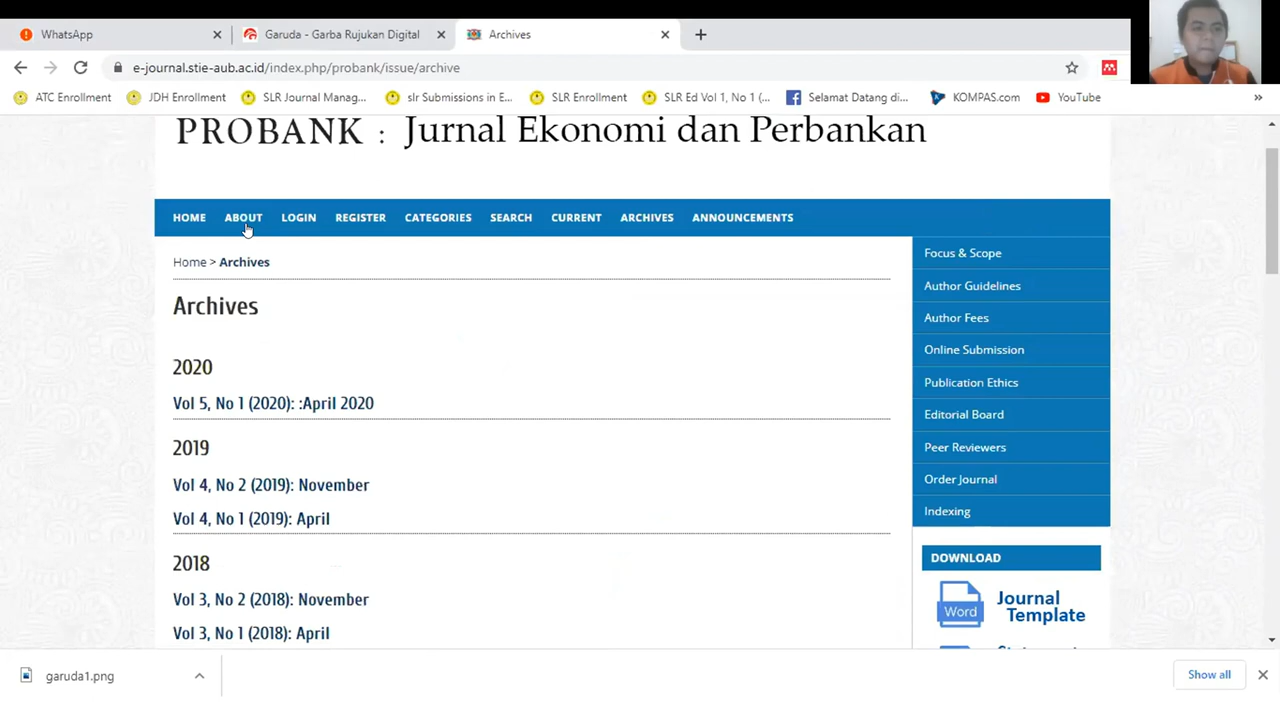 WhatsApp
Garuda - Garba Rujukan Digital
Archives
e-journal.stie-aub.ac.id/index.php/probank/issue/archive
ATC Enrollment
JDH Enrollment
SLR Journal Manag...
slr Submissions in E...
SLR Enrollment
SLR Ed Vol 1, No 1 (...
Selamat Datang di...
KOMPAS.com
YouTube
PROBANK : Jurnal Ekonomi dan Perbankan
HOME ABOUT LOGIN REGISTER CATEGORIES SEARCH CURRENT ARCHIVES ANNOUNCEMENTS
Home > Archives
Archives
2020
Vol 5, No 1 (2020): :April 2020
2019
Vol 4, No 2 (2019): November
Vol 4, No 1 (2019): April
2018
Vol 3, No 2 (2018): November
Vol 3, No 1 (2018): April
Focus & Scope
Author Guidelines
Author Fees
Online Submission
Publication Ethics
Editorial Board
Peer Reviewers
Order Journal
Indexing
DOWNLOAD
Word
Journal
Template
garuda1.png
Show all